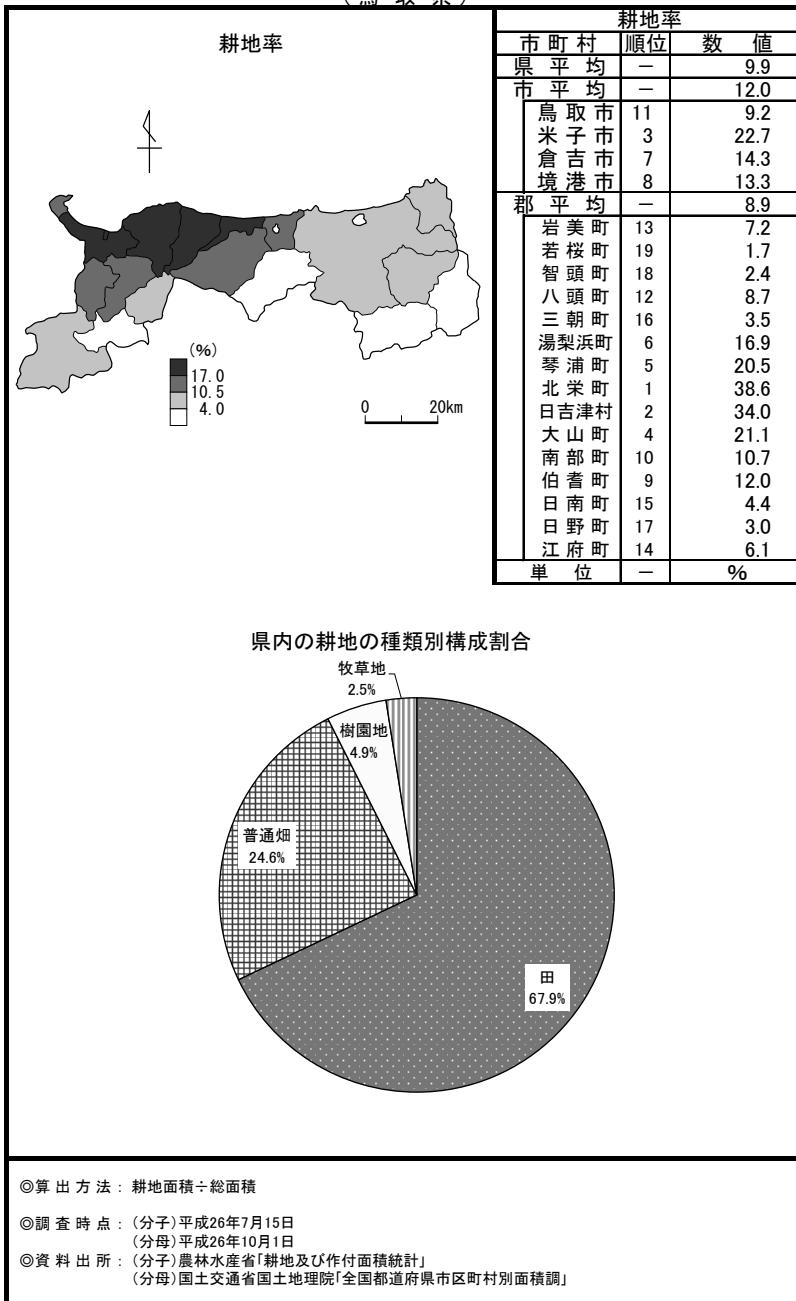 (鳥取県)
耕地率
(%)
17.0
10.5
4.0
0 20km
耕地率
市町村 順位 数値
県平均 － 9.9
市平均 － 12.0
鳥取市 11 9.2
米子市 3 22.7
倉吉市 7 14.3
境港市 8 13.3
郡平均 － 8.9
岩美町 13 7.2
若桜町 19 1.7
智頭町 18 2.4
八頭町 12 8.7
三朝町 16 3.5
湯梨浜町 6 16.9
琴浦町 5 20.5
北栄町 1 38.6
日吉津村 2 34.0
大山町 4 21.1
南部町 10 10.7
伯耆町 9 12.0
日南町 15 4.4
日野町 17 3.0
江府町 14 6.1
単位 － %
県内の耕地の種類別構成割合
牧草地
2.5%
樹園地
4.9%
普通畑
24.6%
田
67.9%
◎算出方法：耕地面積÷総面積
◎調査時点：(分子)平成26年7月15日
(分母)平成26年10月1日
◎資料出所：(分子)農林水産省｢耕地及び作付面積統計｣
(分母)国土交通省国土地理院｢全国都道府県市区町村別面積調｣